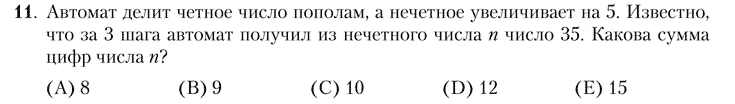 11. Автомат делит четное число пополам, а нечетное увеличивает на 5. Известно,
что за 3 шага автомат получил из нечетного числа n число 35. Какова сумма
цифр числа n?
(A) 8 (B) 9 (C) 10 (D) 12 (E) 15